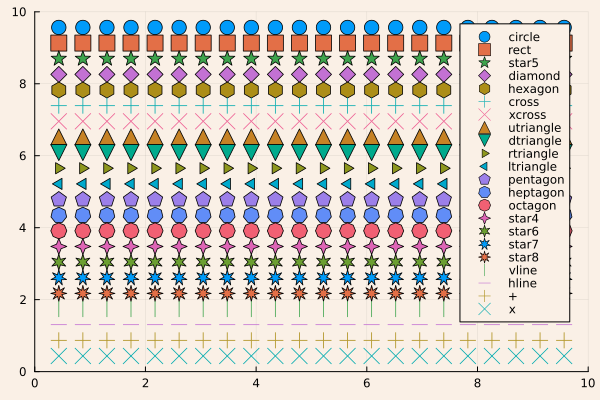 10
8
6
4
2
0
0 2 4 6 8 10
circle
rect
star5
diamond
hexagon
cross
xcross
utriangle
dtriangle
rtriangle
ltriangle
pentagon
heptagon
octagon
star4
star6
star7
star8
vline
hline
+
x